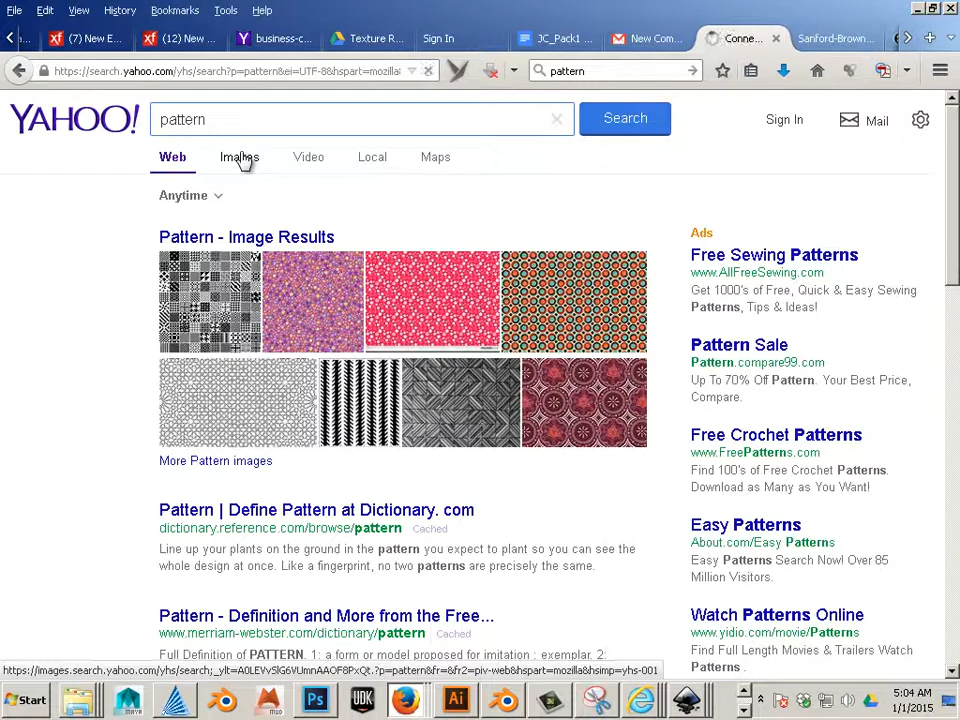 File Edit View History Bookmarks Tools Help
(7) New E... (12) New ... business-c... Texture R... Sign In JC_Pack1 ... New Com... Conne... Sanford-Brown...
https://search.yahoo.com/yhs/search?p=pattern&ei=UTF-8&hspart=mozilla& pattern
YAHOO! pattern Search Sign In Mail
Web Images Video Local Maps
Anytime
Pattern - Image Results
More Pattern images
Pattern | Define Pattern at Dictionary. com
dictionary.reference.com/browse/pattern Cached
Line up your plants on the ground in the pattern you expect to plant so you can see the
whole design at once. Like a fingerprint, no two patterns are precisely the same.
Pattern - Definition and More from the Free...
www.merriam-webster.com/dictionary/pattern Cached
Full Definition of PATTERN. 1: a form or model proposed for imitation : exemplar. 2:
Ads
Free Sewing Patterns
www.AllFreeSewing.com
Get 1000's of Free, Quick & Easy Sewing
Patterns, Tips & Ideas!
Pattern Sale
Pattern.compare99.com
Up To 70% Off Pattern. Your Best Price,
Compare.
Free Crochet Patterns
www.FreePatterns.com
Find 100's of Free Crochet Patterns.
Download as Many as You Want!
Easy Patterns
About.com/Easy Patterns
Easy Patterns Search Now! Over 85
Million Visitors.
Watch Patterns Online
www.yidio.com/movie/Patterns
Find Full Length Movies & Trailers Watch
Patterns .
Start MAYA MUD Ps UDK Ai
5:04 AM
1/1/2015